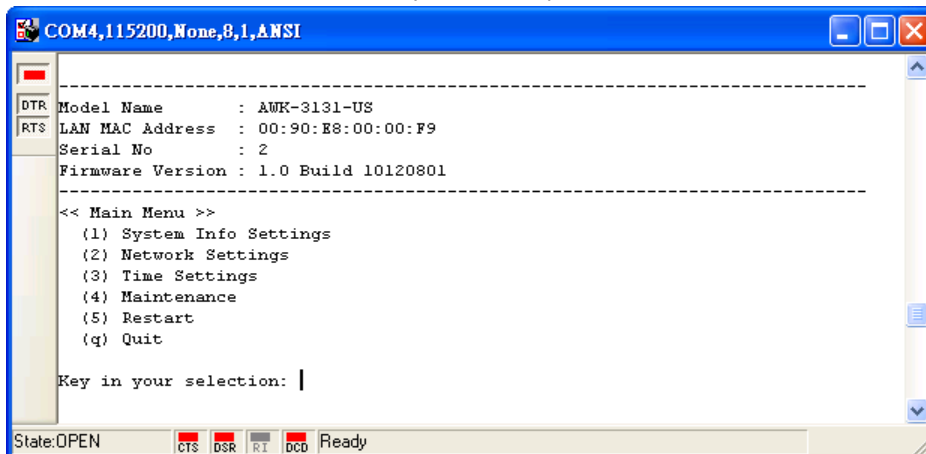 COM4,115200,None,8,1,ANSI
DTR
RTS
--------------------------------------------------------------------------------
Model Name : AWK-3131-US
LAN MAC Address : 00:90:E8:00:00:F9
Serial No : 2
Firmware Version : 1.0 Build 10120801
--------------------------------------------------------------------------------
<< Main Menu >>
(1) System Info Settings
(2) Network Settings
(3) Time Settings
(4) Maintenance
(5) Restart
(q) Quit
Key in your selection:
State:OPEN CTS DSR RI DCD Ready